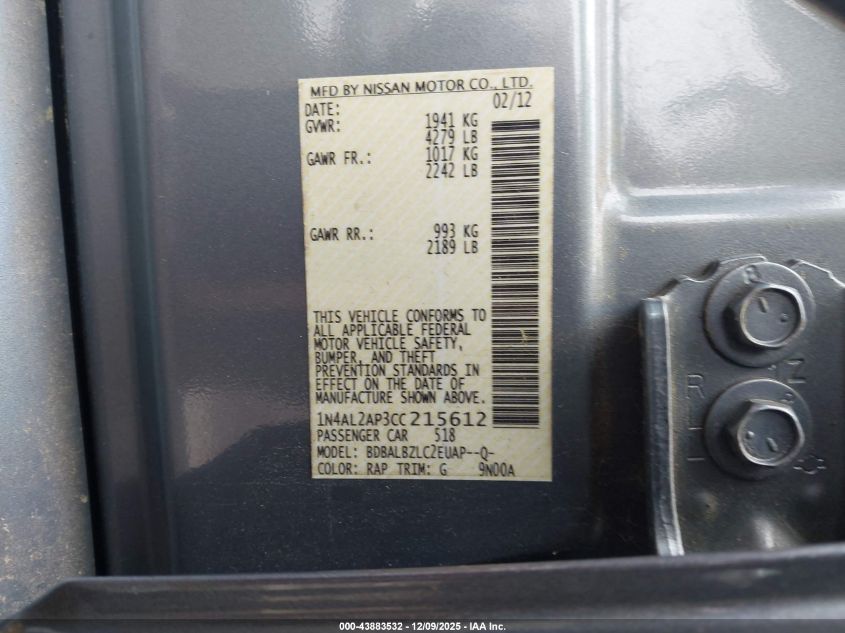 MFD BY NISSAN MOTOR CO., LTD.
DATE: 02/12
GVWR: 1941 KG
4279 LB
GAWR FR.: 1017 KG
2242 LB
GAWR RR.: 993 KG
2189 LB
THIS VEHICLE CONFORMS TO
ALL APPLICABLE FEDERAL
MOTOR VEHICLE SAFETY,
BUMPER, AND THEFT
PREVENTION STANDARDS IN
EFFECT ON THE DATE OF
MANUFACTURE SHOWN ABOVE.
1N4AL2AP3CC215612
PASSENGER CAR 518
MODEL: BDBALBZLC2EUAP--Q-
COLOR: RAP TRIM: G 9N00A
000-43883532 - 12/09/2025 - IAA Inc.